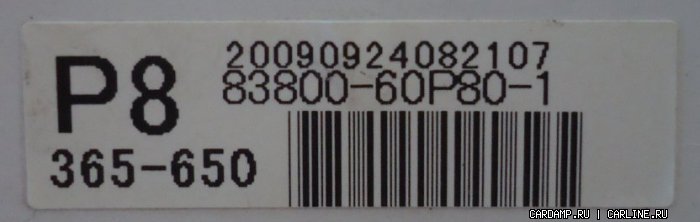 P8
20090924082107
83800-60P80-1
365-650
CARDAMP.RU | CARLINE.RU